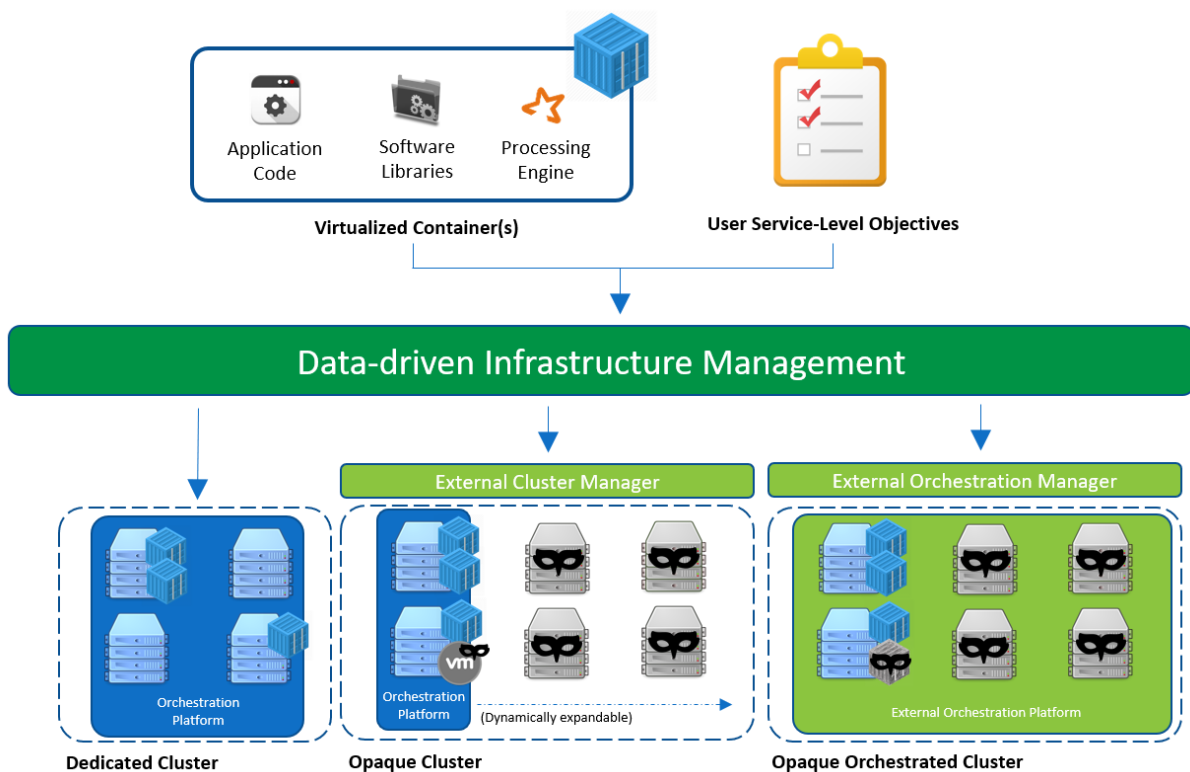 Application
Code
Software
Libraries
Processing
Engine
Virtualized Container(s)
User Service-Level Objectives
Data-driven Infrastructure Management
External Cluster Manager
External Orchestration Manager
vm
Orchestration
Platform
Orchestration
Platform
(Dynamically expandable)
External Orchestration Platform
Dedicated Cluster
Opaque Cluster
Opaque Orchestrated Cluster